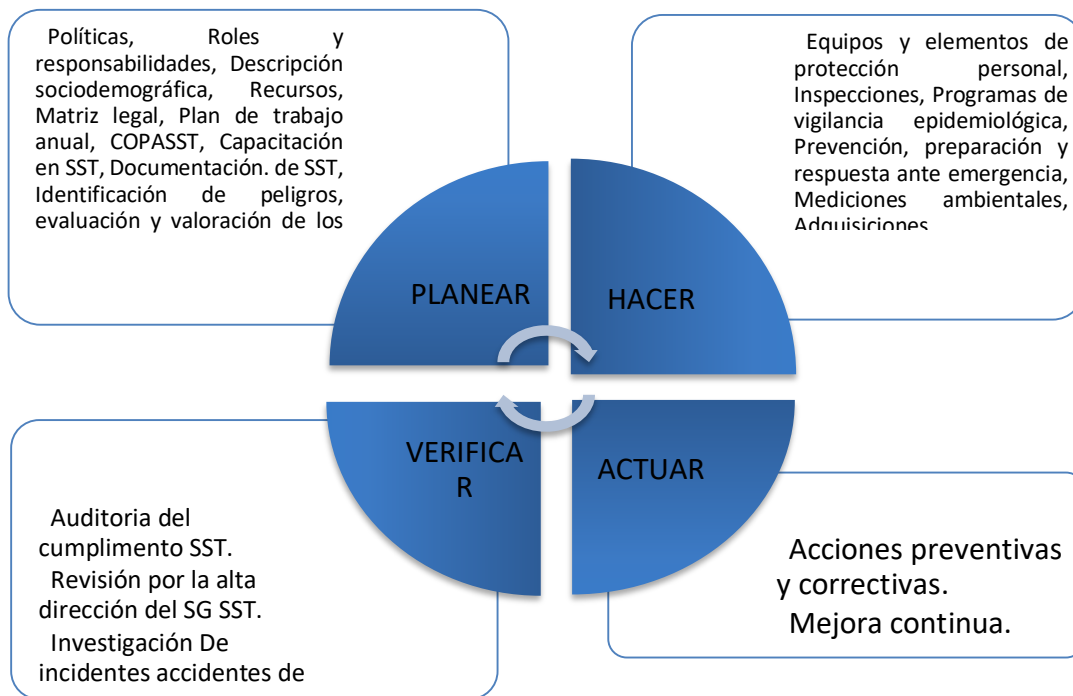 Políticas, Roles y
responsabilidades, Descripción
sociodemográfica, Recursos,
Matriz legal, Plan de trabajo
anual, COPASST, Capacitación
en SST, Documentación. de SST,
Identificación de peligros,
evaluación y valoración de los
Equipos y elementos de
protección personal,
Inspecciones, Programas de
vigilancia epidemiológica,
Prevención, preparación y
respuesta ante emergencia,
Mediciones ambientales,
Adquisiciones
PLANEAR
HACER
VERIFICA
R
ACTUAR
Auditoria del
cumplimento SST.
Revisión por la alta
dirección del SG SST.
Investigación De
incidentes accidentes de
Acciones preventivas
y correctivas.
Mejora continua.